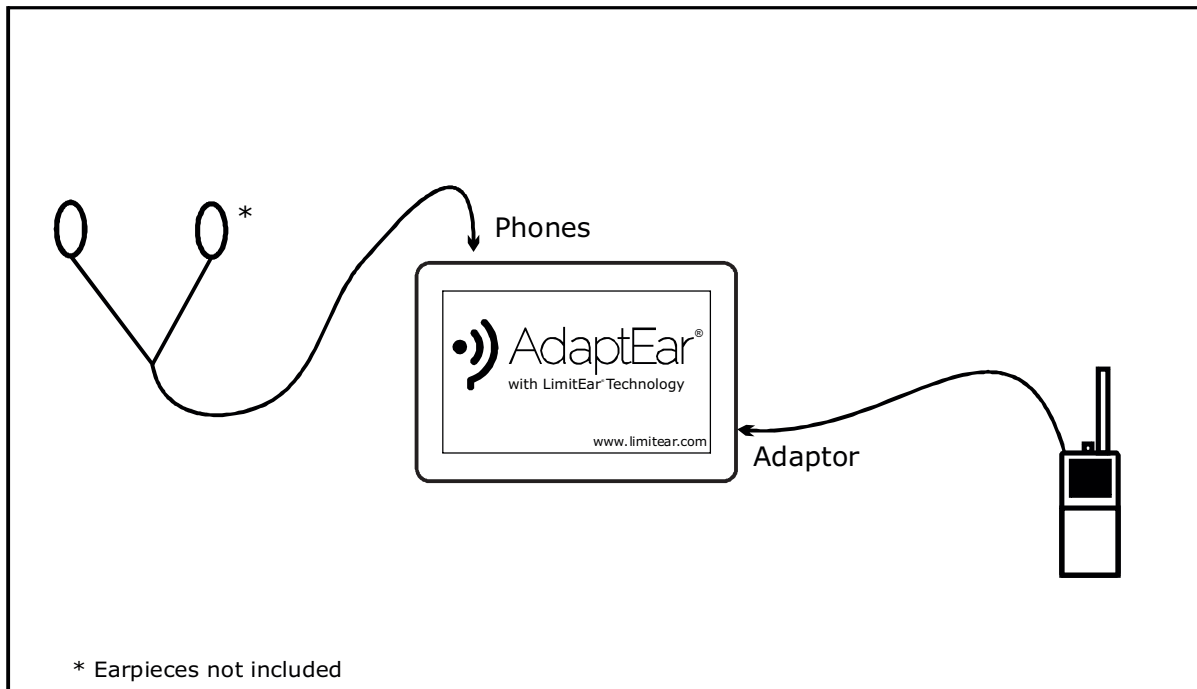 *
Phones
AdaptEar®
with LimitEar® Technology
www.limitear.com
Adaptor
* Earpieces not included